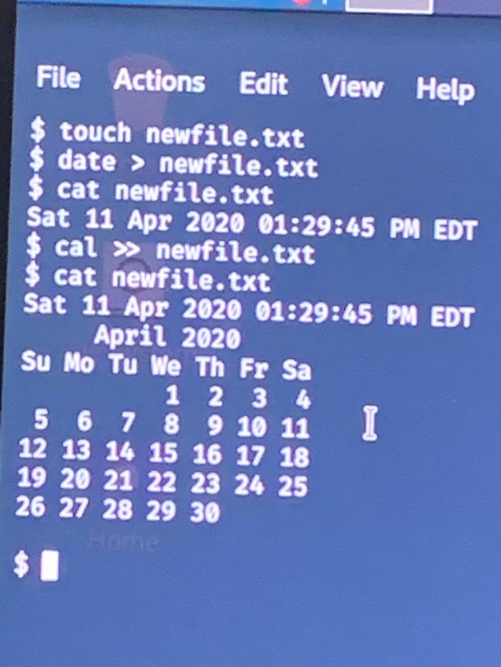 File Actions Edit View Help
$ touch newfile.txt
$ date > newfile.txt
$ cat newfile.txt
Sat 11 Apr 2020 01:29:45 PM EDT
$ cal >> newfile.txt
$ cat newfile.txt
Sat 11 Apr 2020 01:29:45 PM EDT
     April 2020
Su Mo Tu We Th Fr Sa
          1  2  3  4
 5  6  7  8  9 10 11
12 13 14 15 16 17 18
19 20 21 22 23 24 25
26 27 28 29 30
Home
$